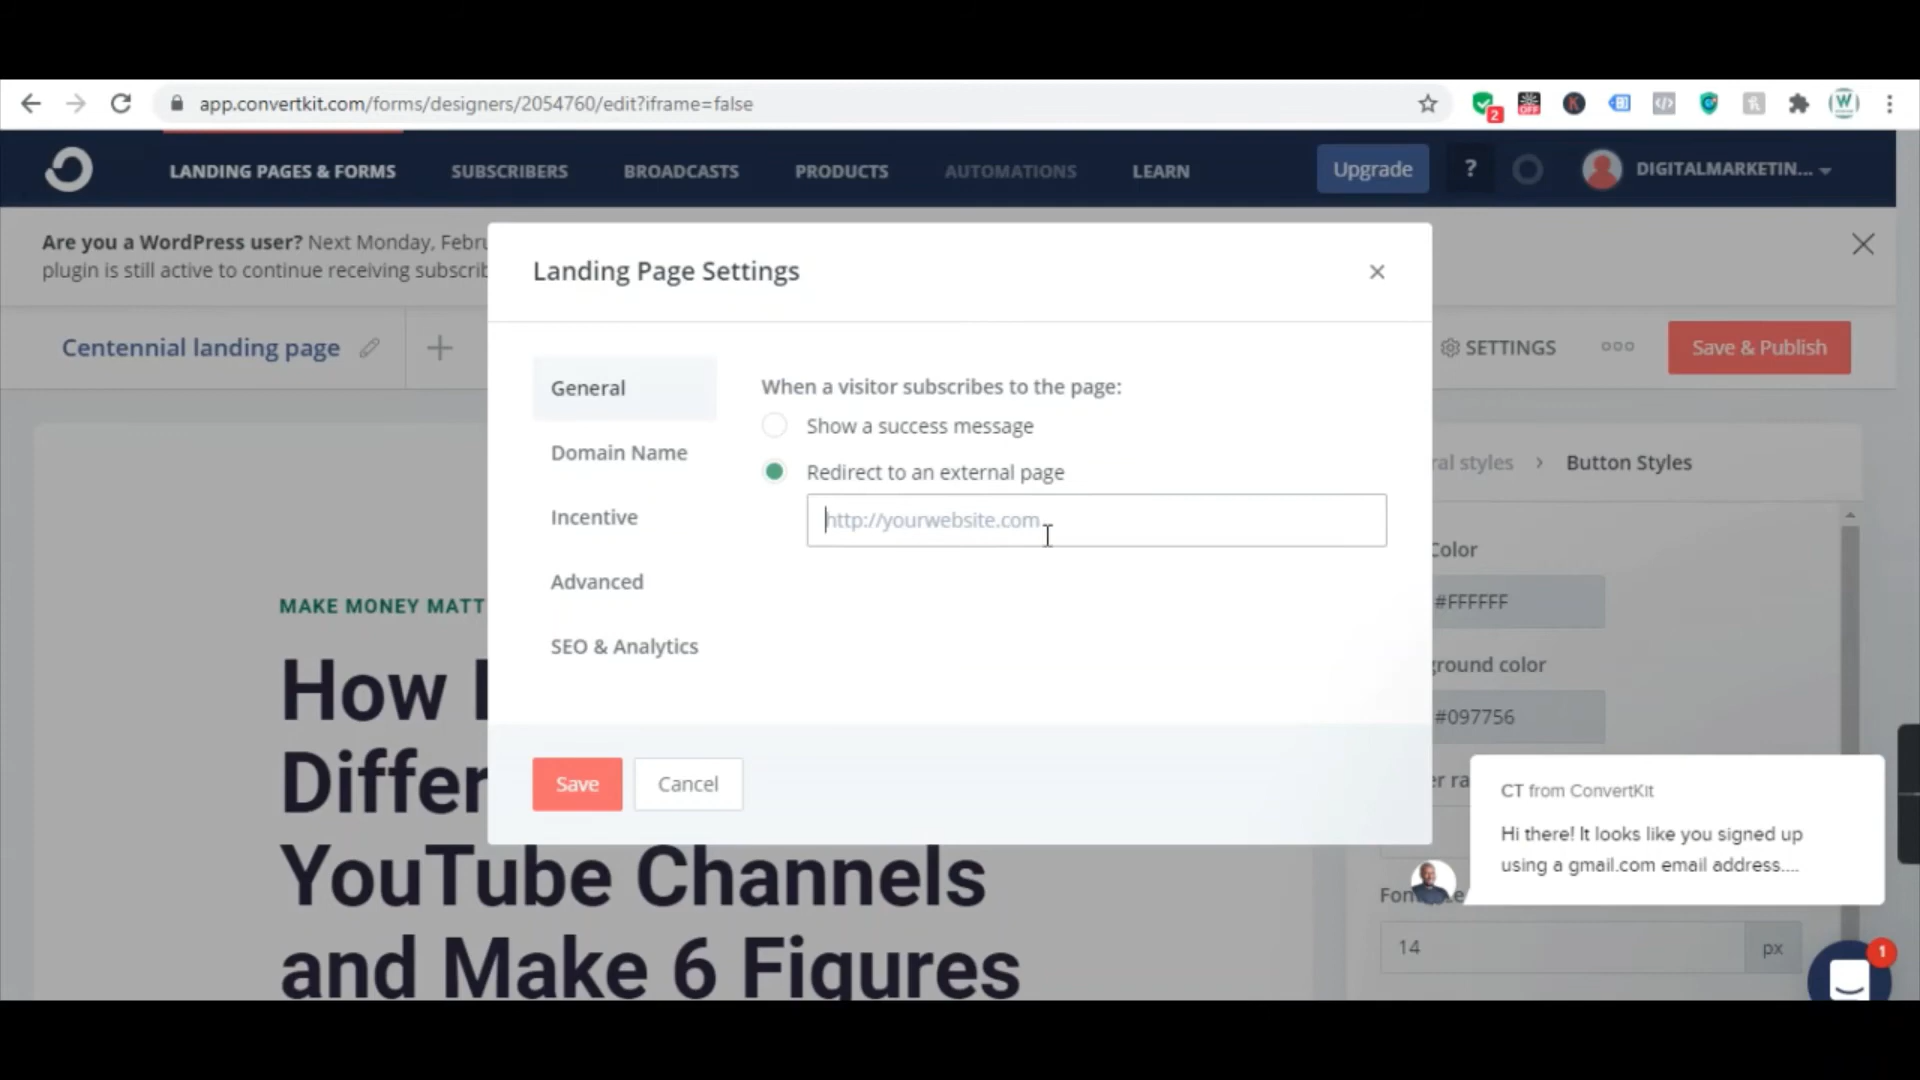 app.convertkit.com/forms/designers/2054760/edit?iframe=false
2
OFF
K
W
LANDING PAGES & FORMS
SUBSCRIBERS
BROADCASTS
PRODUCTS
AUTOMATIONS
LEARN
Upgrade
?
DIGITALMARKETIN...
Are you a WordPress user? Next Monday, Febru
plugin is still active to continue receiving subscrib
Centennial landing page
SETTINGS
Save & Publish
Landing Page Settings
General
Domain Name
Incentive
Advanced
SEO & Analytics
When a visitor subscribes to the page:
Show a success message
Redirect to an external page
http://yourwebsite.com
Save
Cancel
ral styles > Button Styles
Color
#FFFFFF
ground color
#097756
er ra
14
px
MAKE MONEY MATT
How
Differ
YouTube Channels
and Make 6 Figures
CT from ConvertKit
Hi there! It looks like you signed up
using a gmail.com email address....
1